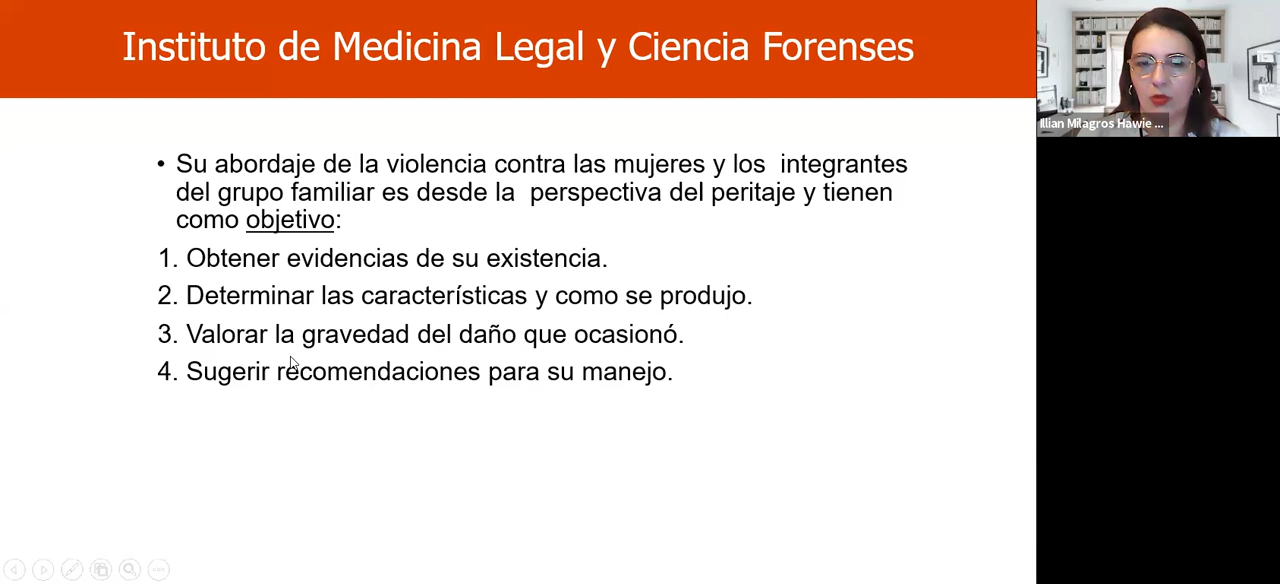 Instituto de Medicina Legal y Ciencia Forenses
• Su abordaje de la violencia contra las mujeres y los integrantes
del grupo familiar es desde la perspectiva del peritaje y tienen
como objetivo:
1. Obtener evidencias de su existencia.
2. Determinar las características y como se produjo.
3. Valorar la gravedad del daño que ocasionó.
4. Sugerir recomendaciones para su manejo.
llian Milagros Hawie ...